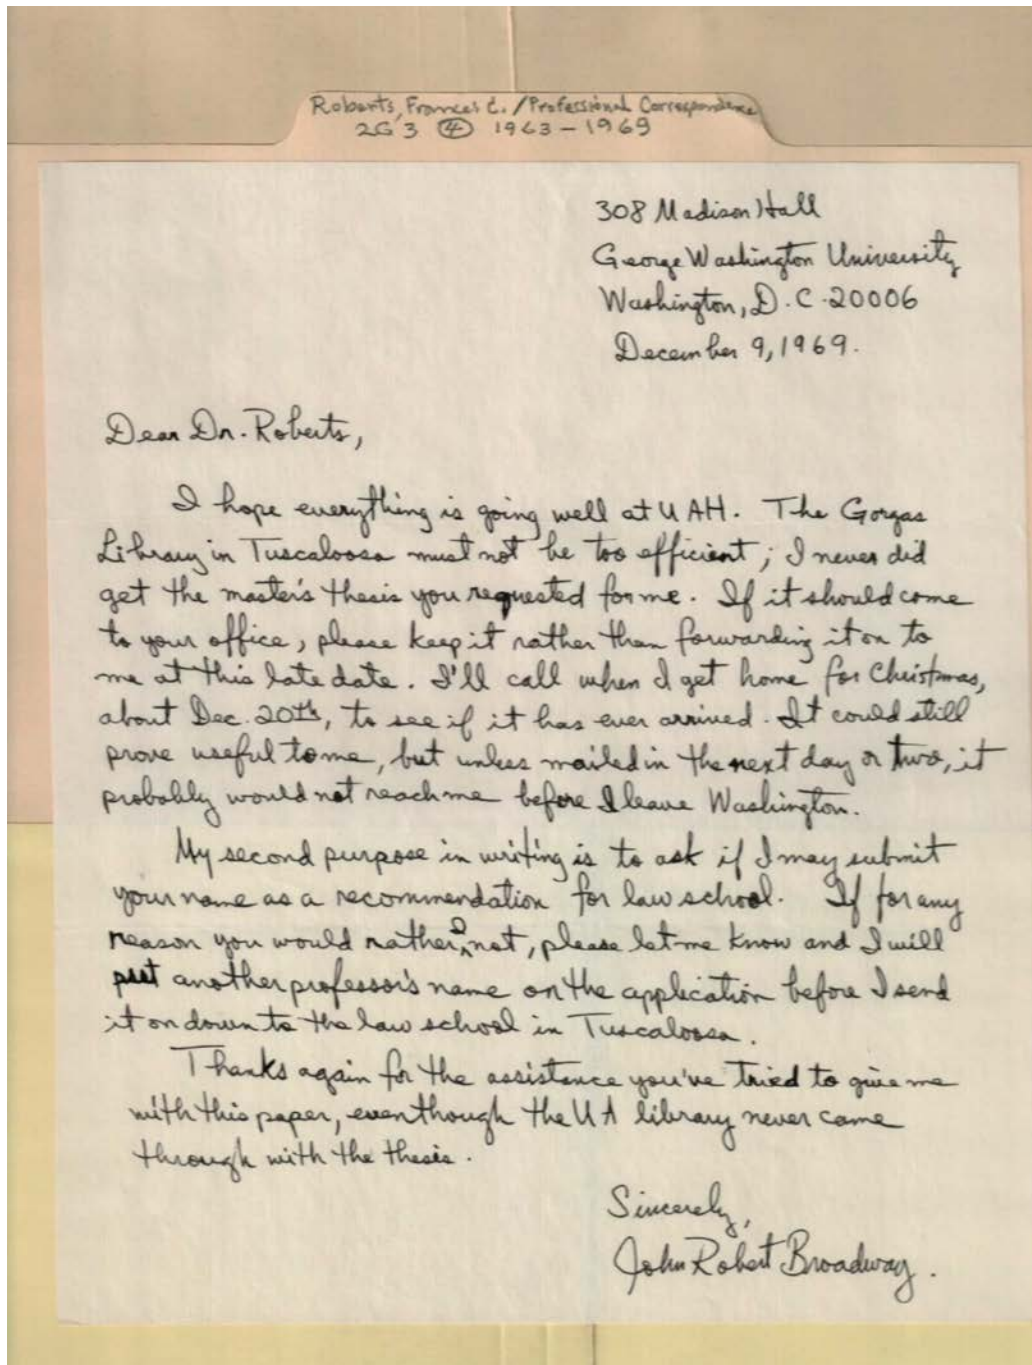 Roberts, Frances C. / Professional Correspondence
2G3 ④ 1963-1969
308 Madison Hall
George Washington University
Washington, D.C. 20006
December 9, 1969.
Dear Dr. Roberts,
I hope everything is going well at UAH. The Gorgas
Library in Tuscaloosa must not be too efficient; I never did
get the master's thesis you requested for me. If it should come
to your office, please keep it rather than forwarding it on to
me at this late date. I'll call when I get home for Christmas,
about Dec. 20th, to see if it has ever arrived. It could still
prove useful to me, but unless mailed in the next day or two, it
probably would not reach me before I leave Washington.
My second purpose in writing is to ask if I may submit
your name as a recommendation for law school. If for any
reason you would rather I not, please let me know and I will
put another professor's name on the application before I send
it on down to the law school in Tuscaloosa.
Thanks again for the assistance you've tried to give me
with this paper, even though the UA library never came
through with the thesis.
Sincerely,
John Robert Broadway.